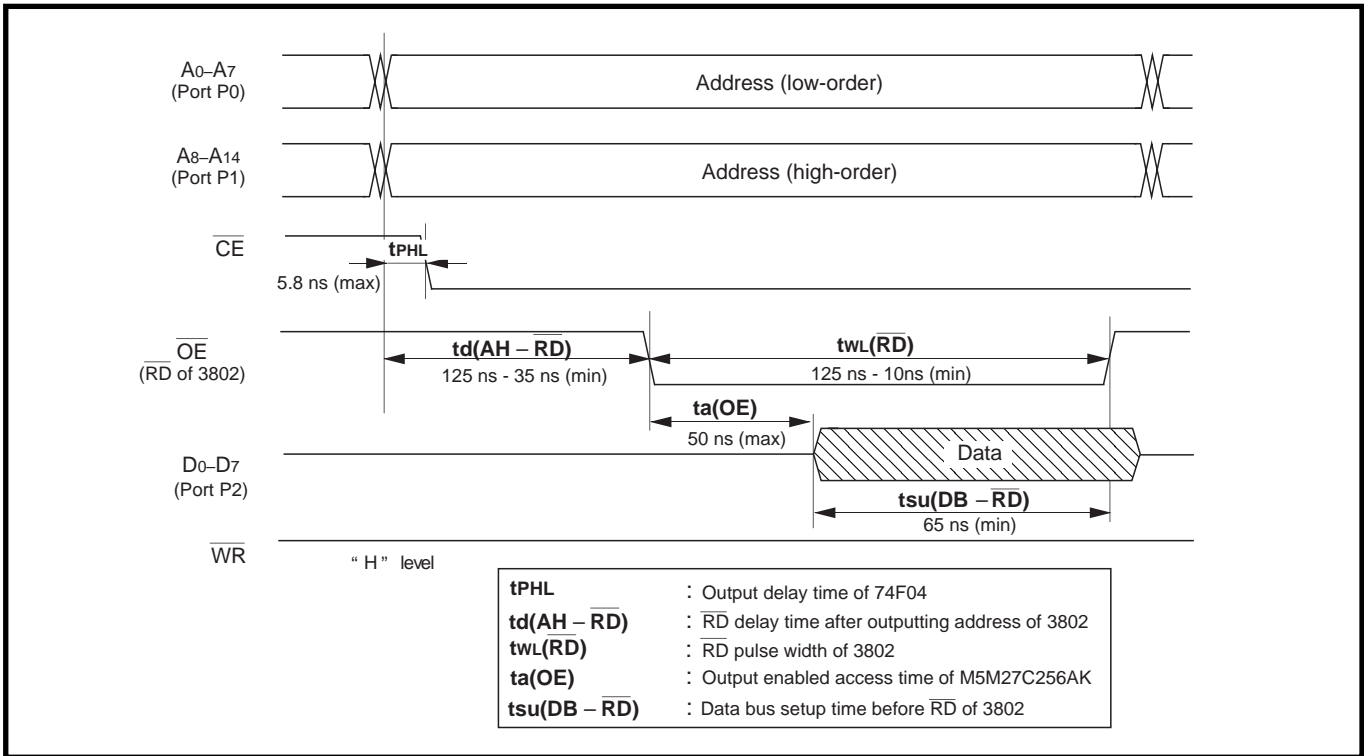 A0–A7
(Port P0)
Address (low-order)
A8–A14
(Port P1)
Address (high-order)
CE
tPHL
5.8 ns (max)
OE
(RD of 3802)
td(AH – RD)
125 ns - 35 ns (min)
tWL(RD)
125 ns - 10ns (min)
ta(OE)
50 ns (max)
D0–D7
(Port P2)
Data
tsu(DB – RD)
65 ns (min)
WR
“ H ” level
tPHL : Output delay time of 74F04
td(AH – RD) : RD delay time after outputting address of 3802
tWL(RD) : RD pulse width of 3802
ta(OE) : Output enabled access time of M5M27C256AK
tsu(DB – RD) : Data bus setup time before RD of 3802